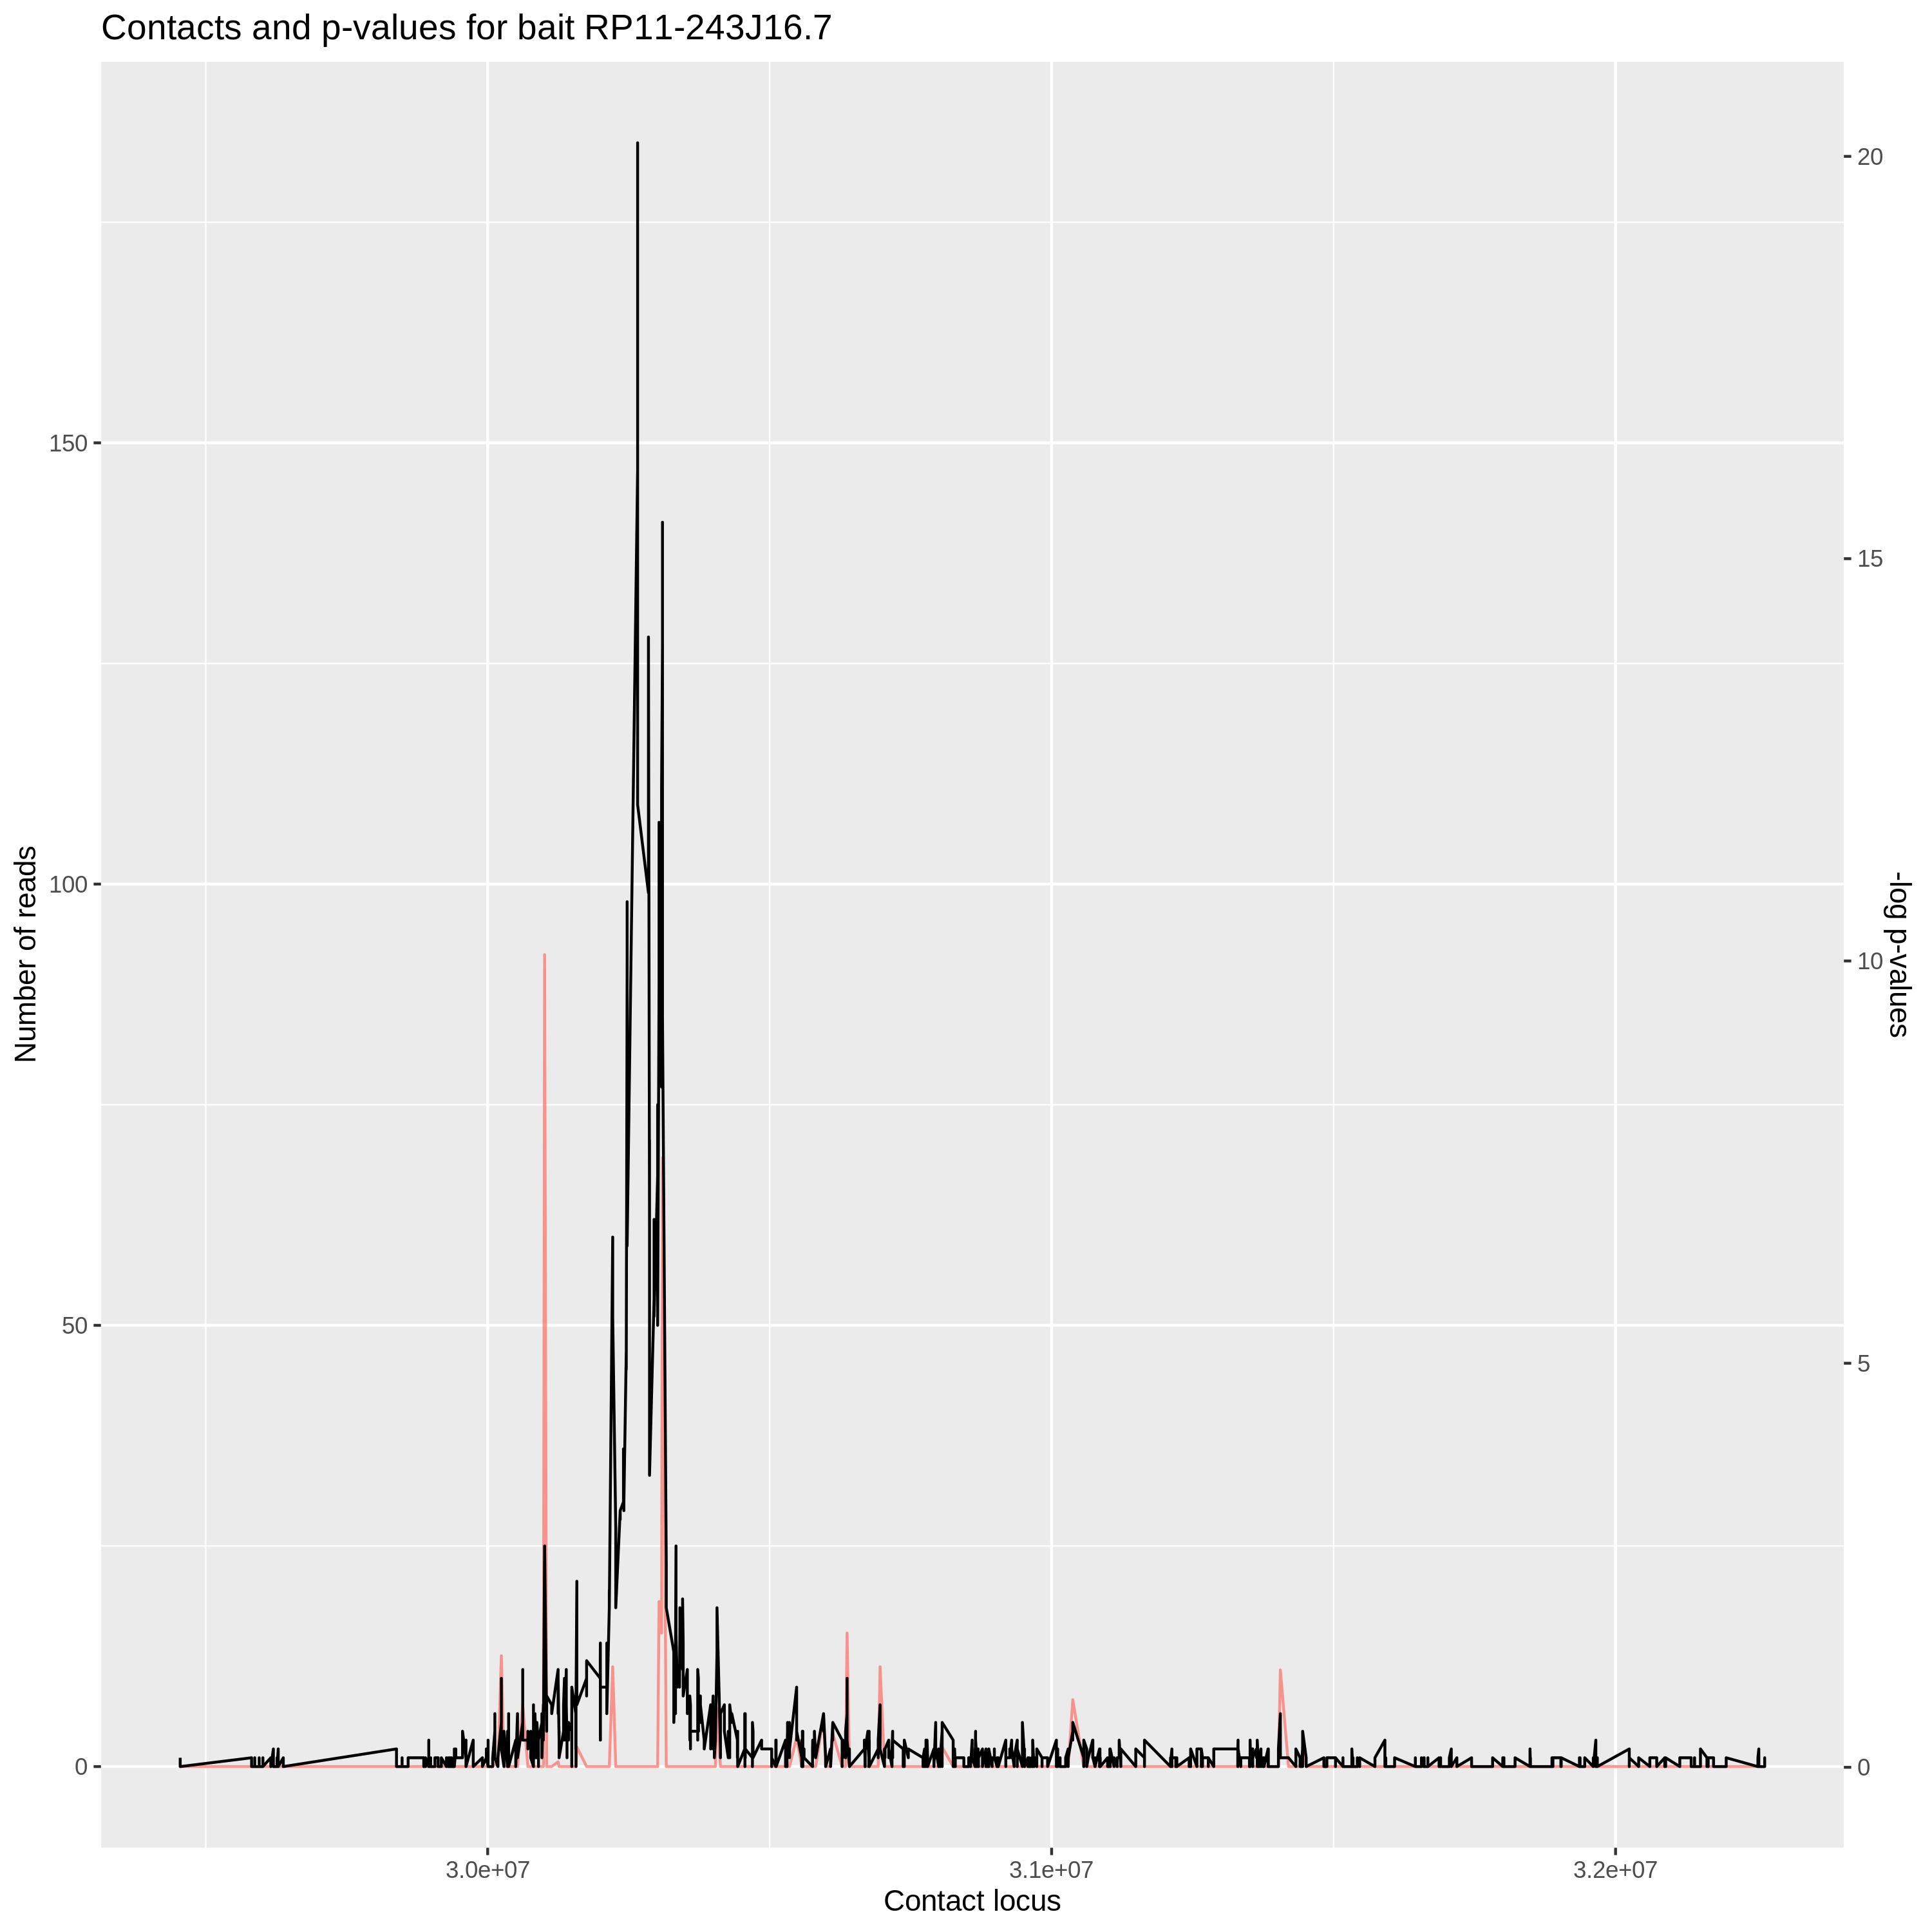 Contacts and p-values for bait RP11-243J16.7
Number of reads
150
100
50
0
20
15
10
5
0
-log p-values
3.0e+07 3.1e+07 3.2e+07
Contact locus